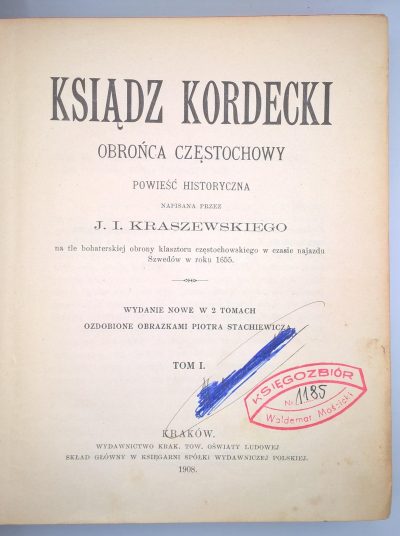 KSIĄDZ KORDECKI
OBROŃCA CZĘSTOCHOWY
POWIEŚĆ HISTORYCZNA
NAPISANA PRZEZ
J. I. KRASZEWSKIEGO
na tle bohaterskiej obrony klasztoru częstochowskiego w czasie najazdu
Szwedów w roku 1655.
WYDANIE NOWE W 2 TOMACH
OZDOBIONE OBRAZKAMI PIOTRA STACHIEWICZA
TOM I.
KSIĘGOZBIÓR
Nr 1185
Waldemar Mościcki
KRAKÓW.
WYDAWNICTWO KRAK. TOW. OŚWIATY LUDOWEJ
SKŁAD GŁÓWNY W KSIĘGARNI SPÓŁKI WYDAWNICZEJ POLSKIEJ.
1908.